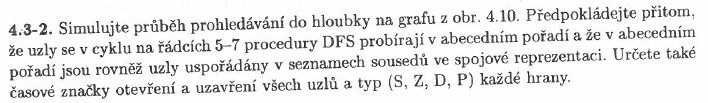 4.3-2. Simulujte průběh prohledávání do hloubky na grafu z obr. 4.10. Předpokládejte přitom,
že uzly se v cyklu na řádcích 5–7 procedury DFS probírají v abecedním pořadí a že v abecedním
pořadí jsou rovněž uzly uspořádány v seznamech sousedů ve spojové reprezentaci. Určete také
časové značky otevření a uzavření všech uzlů a typ (S, Z, D, P) každé hrany.